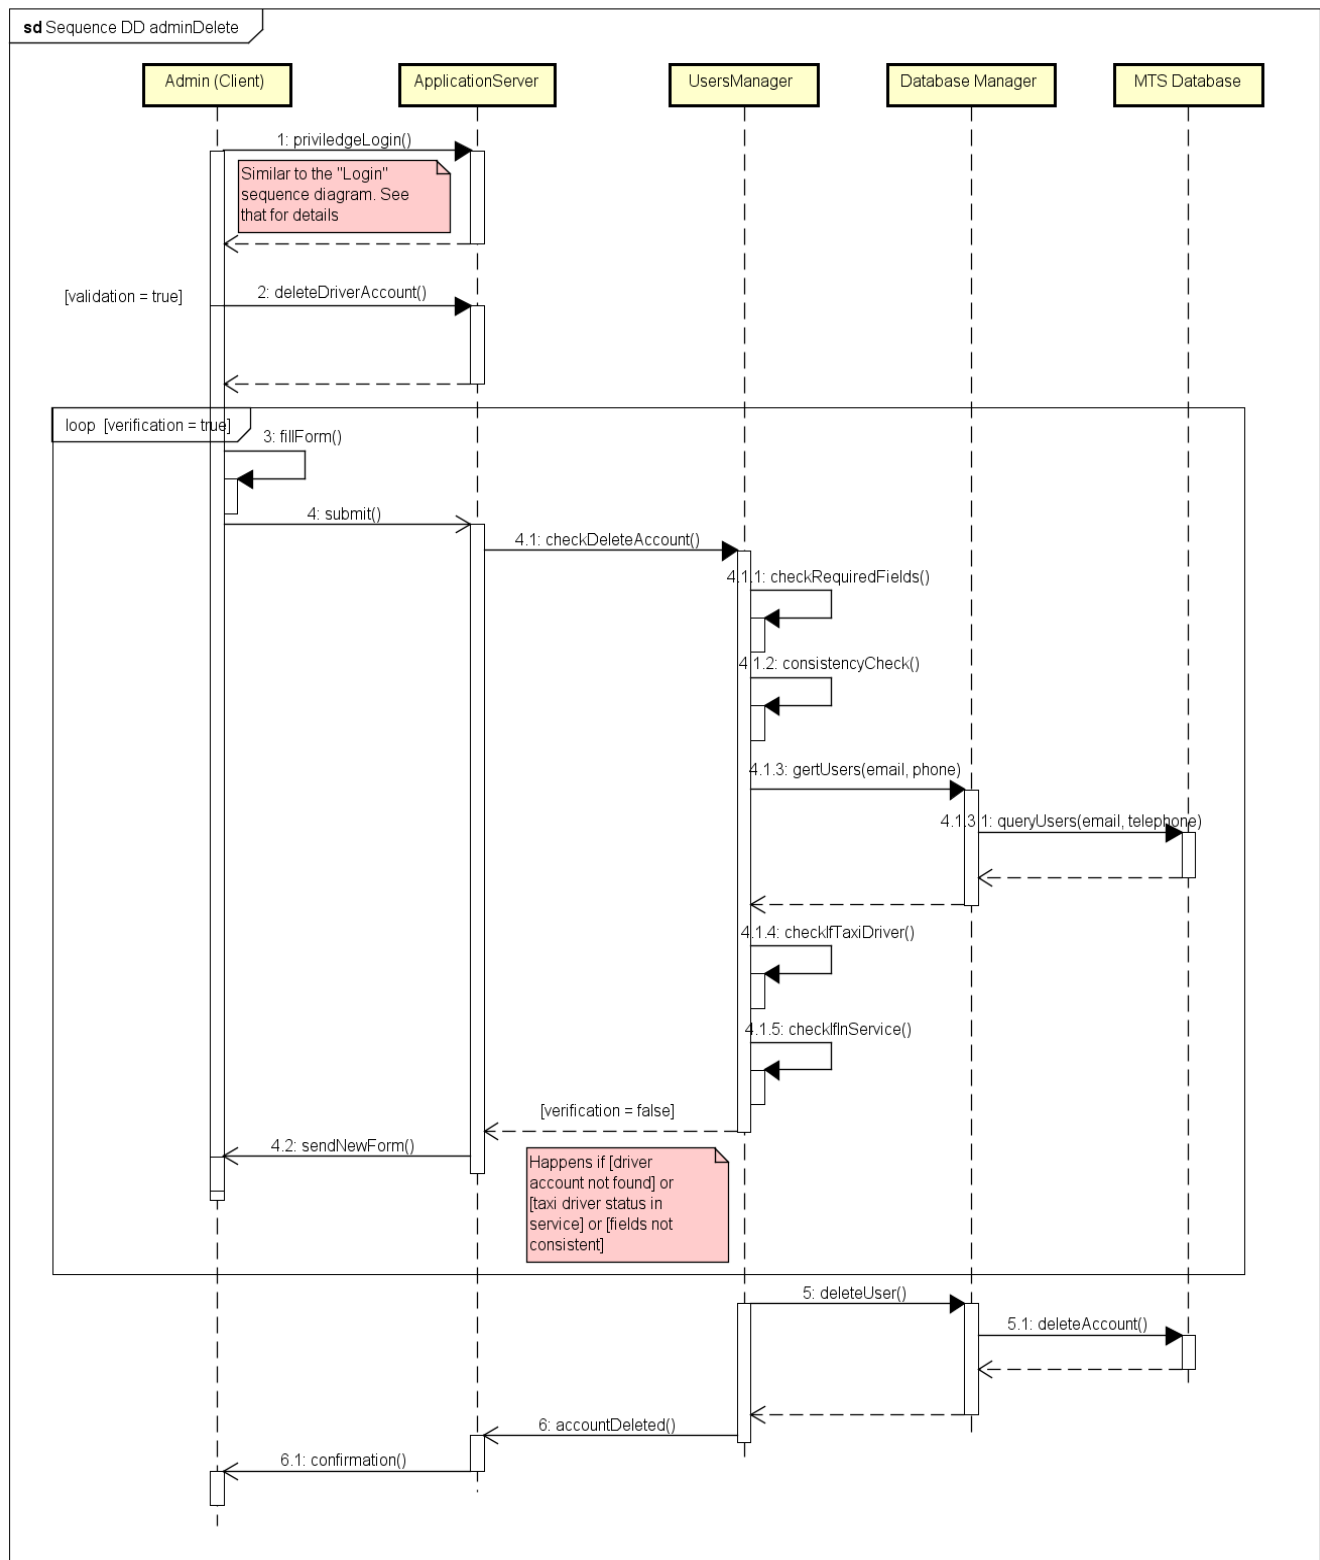 sd Sequence DD adminDelete
Admin (Client)
ApplicationServer
UsersManager
Database Manager
MTS Database
1: priviledgeLogin()
Similar to the "Login"
sequence diagram. See
that for details
[validation = true]
2: deleteDriverAccount()
loop [verification = true]
3: fillForm()
4: submit()
4.1: checkDeleteAccount()
4.1.1: checkRequiredFields()
4.1.2: consistencyCheck()
4.1.3: gertUsers(email, phone)
4.1.3.1: queryUsers(email, telephone)
4.1.4: checkIfTaxiDriver()
4.1.5: checkIfInService()
[verification = false]
4.2: sendNewForm()
Happens if [driver
account not found] or
[taxi driver status in
service] or [fields not
consistent]
5: deleteUser()
5.1: deleteAccount()
6: accountDeleted()
6.1: confirmation()